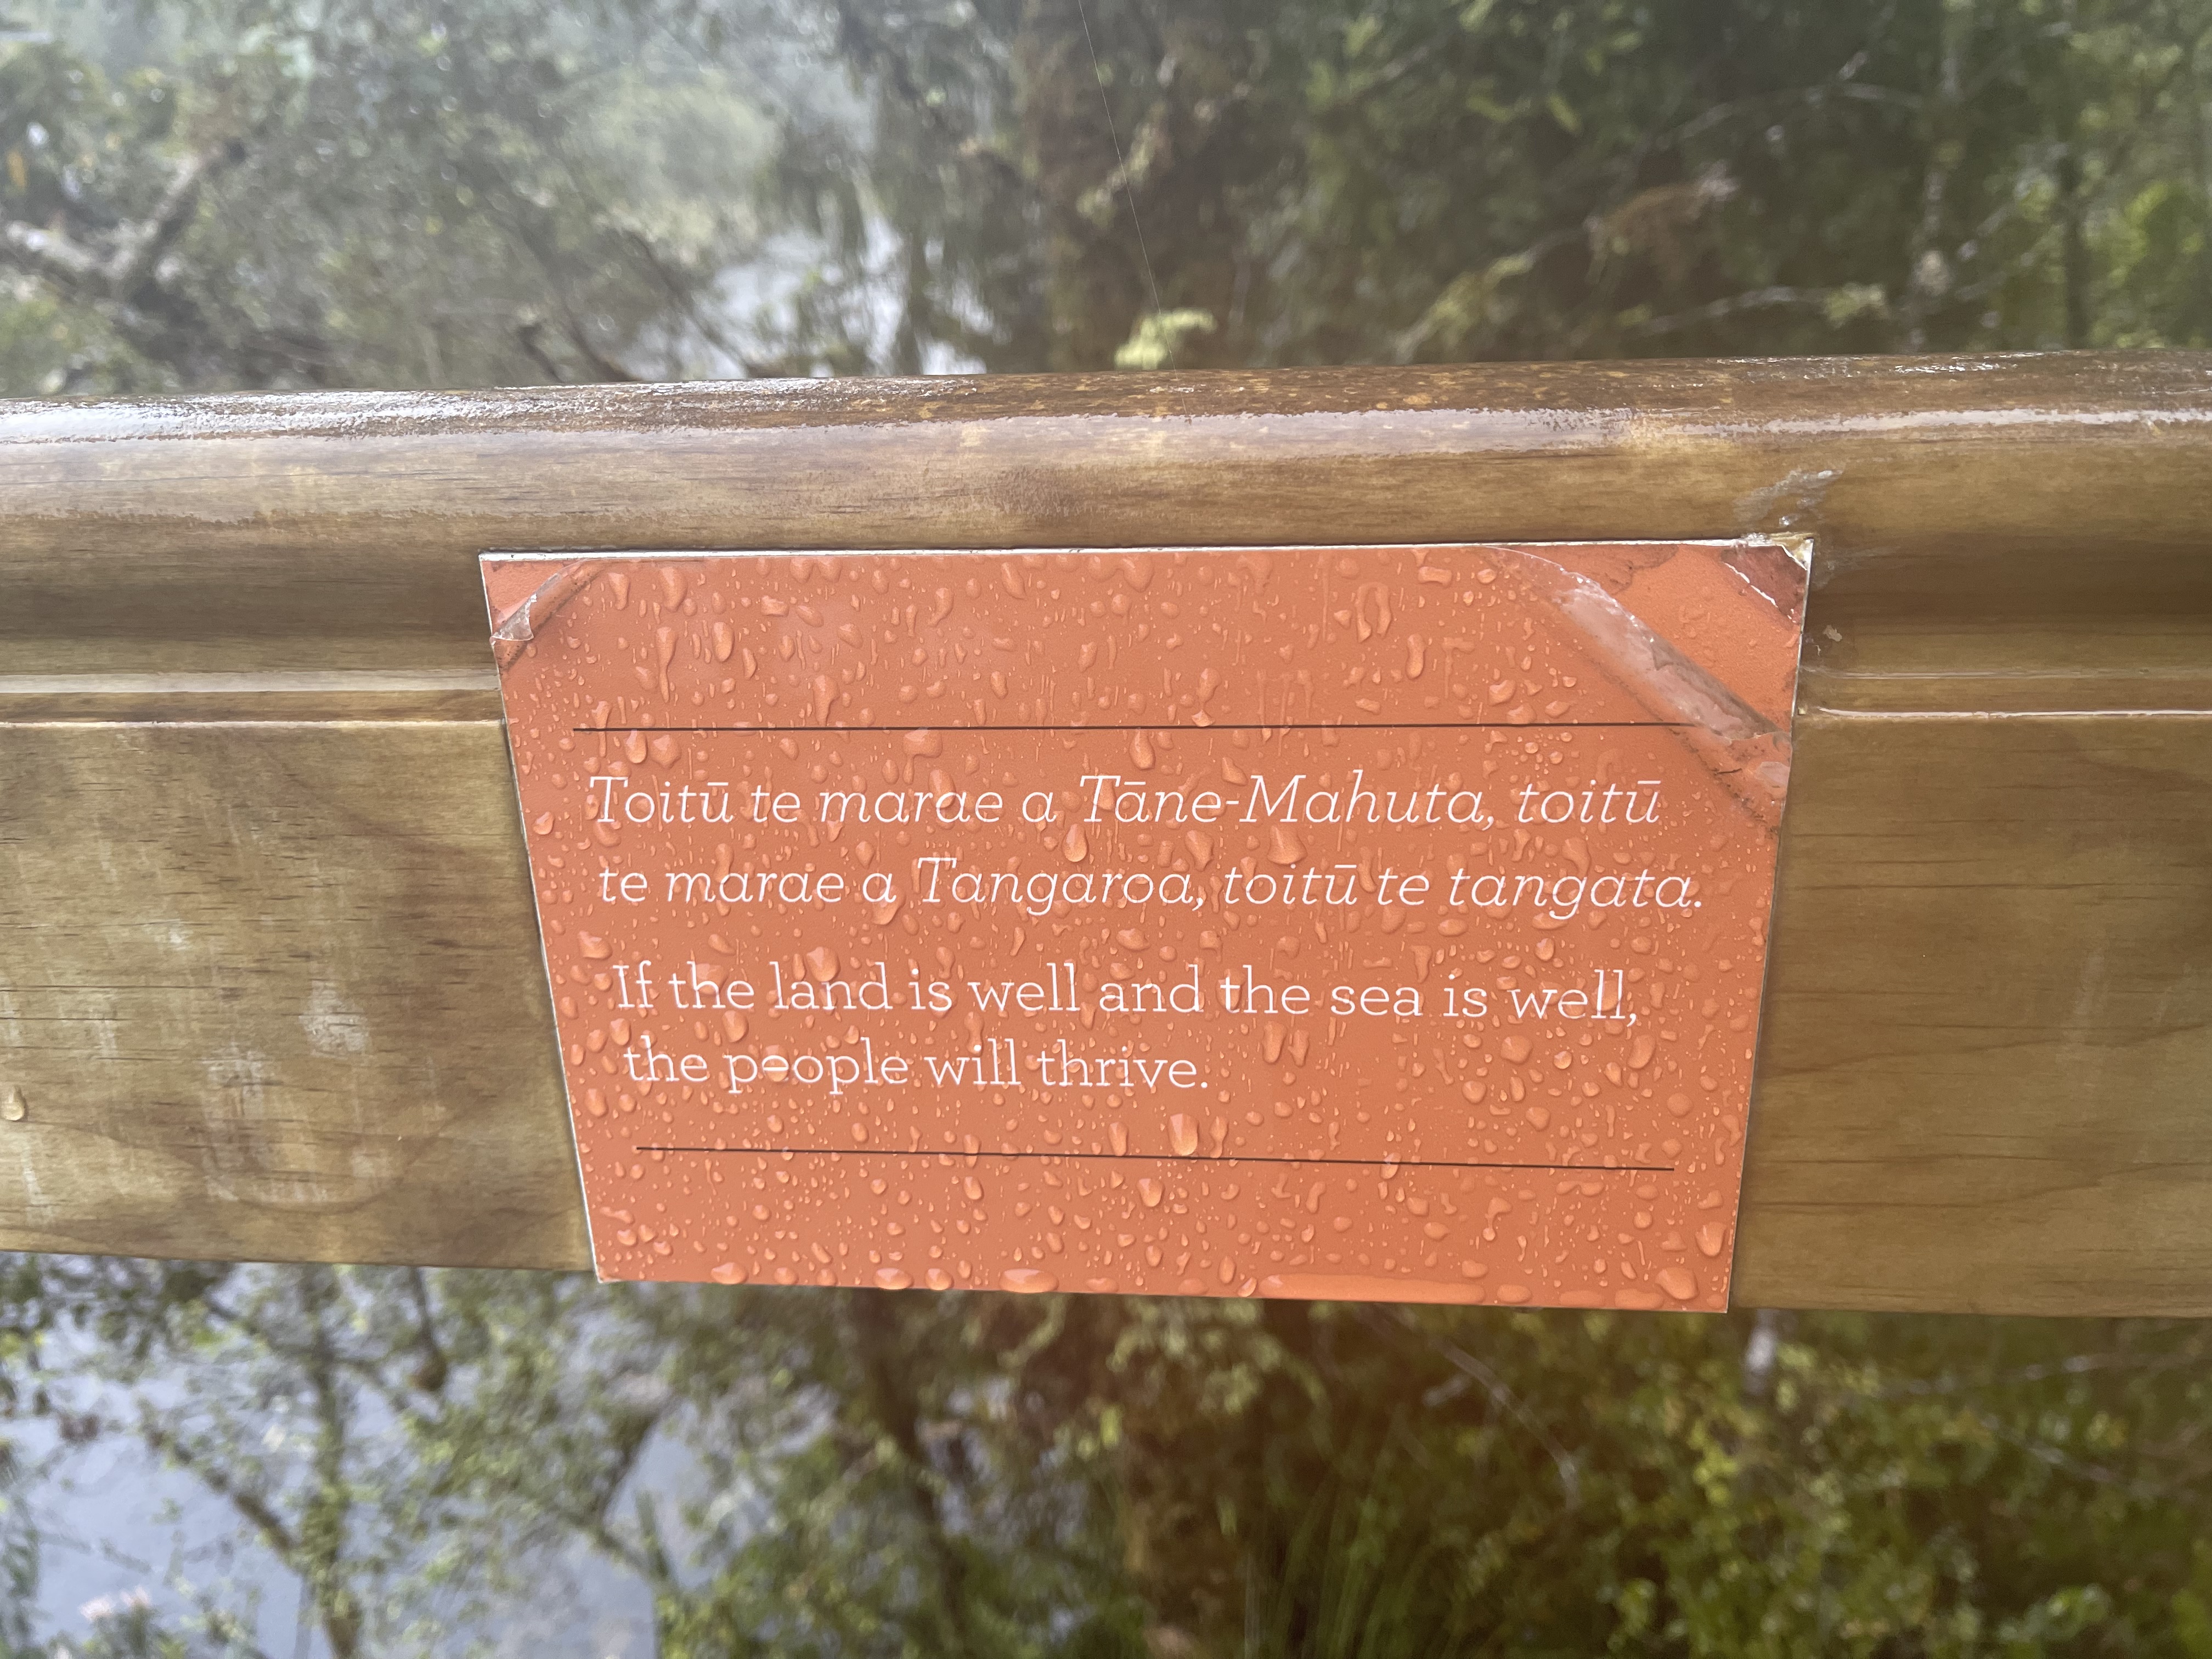 Toitū te marae a Tāne-Mahuta, toitū
te marae a Tangaroa, toitū te tangata.
If the land is well and the sea is well,
the people will thrive.